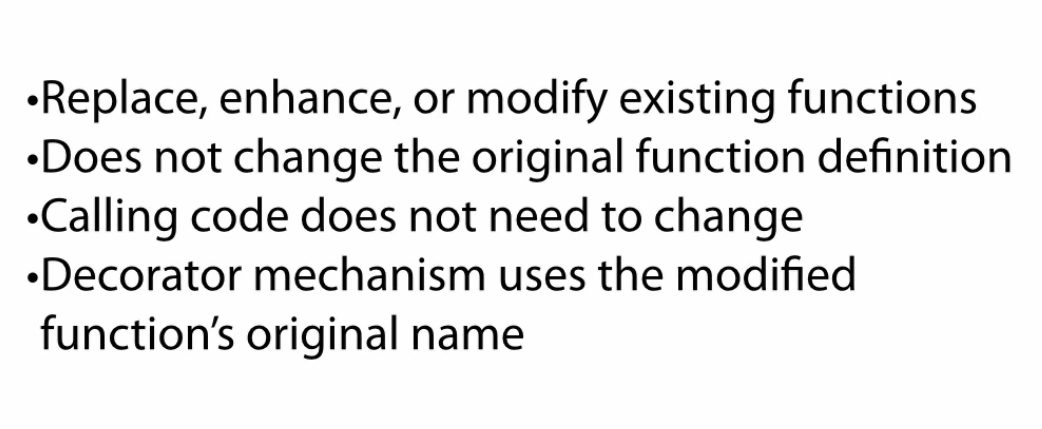 •Replace, enhance, or modify existing functions
•Does not change the original function definition
•Calling code does not need to change
•Decorator mechanism uses the modified
function’s original name